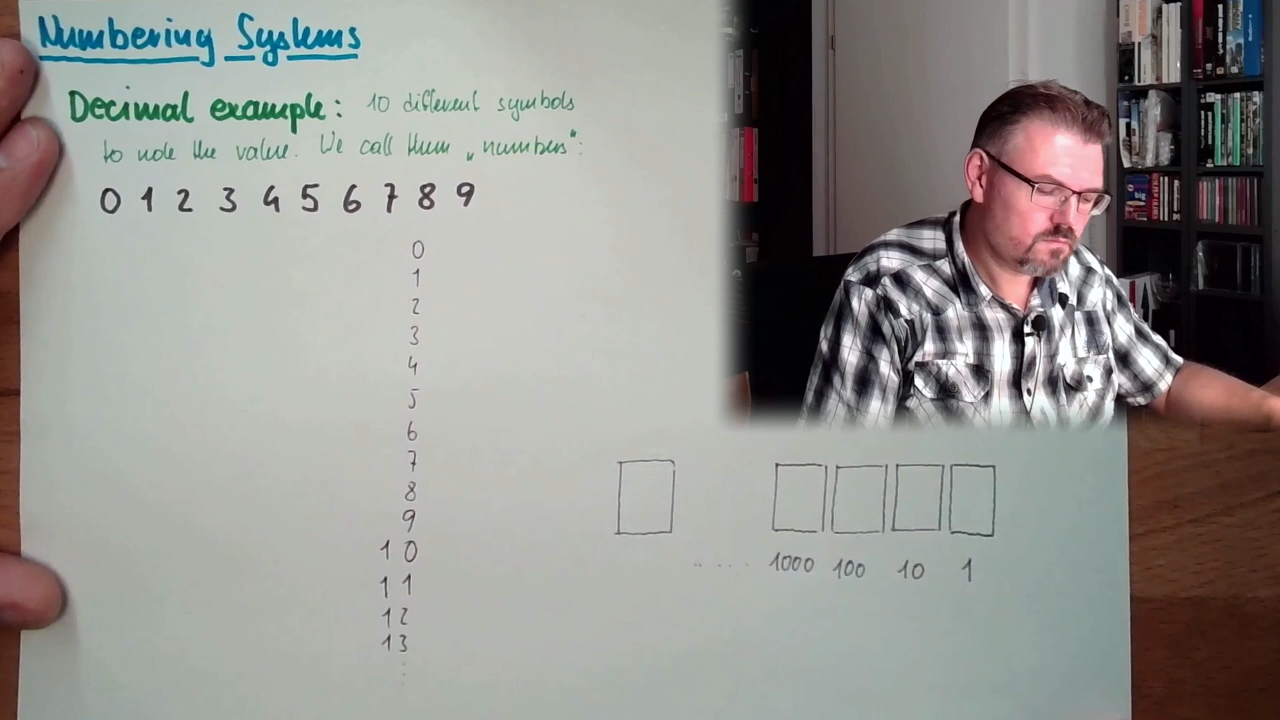 Numbering Systems
Decimal example: 10 different symbols
to note the value. We call them „numbers“:
0 1 2 3 4 5 6 7 8 9
0
1
2
3
4
5
6
7
8
9
10
11
12
13
..... 1000 100 10 1